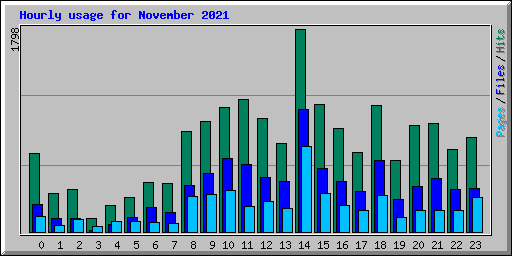 Hourly usage for November 2021
1798
Pages / Files / Hits
0 1 2 3 4 5 6 7 8 9 10 11 12 13 14 15 16 17 18 19 20 21 22 23